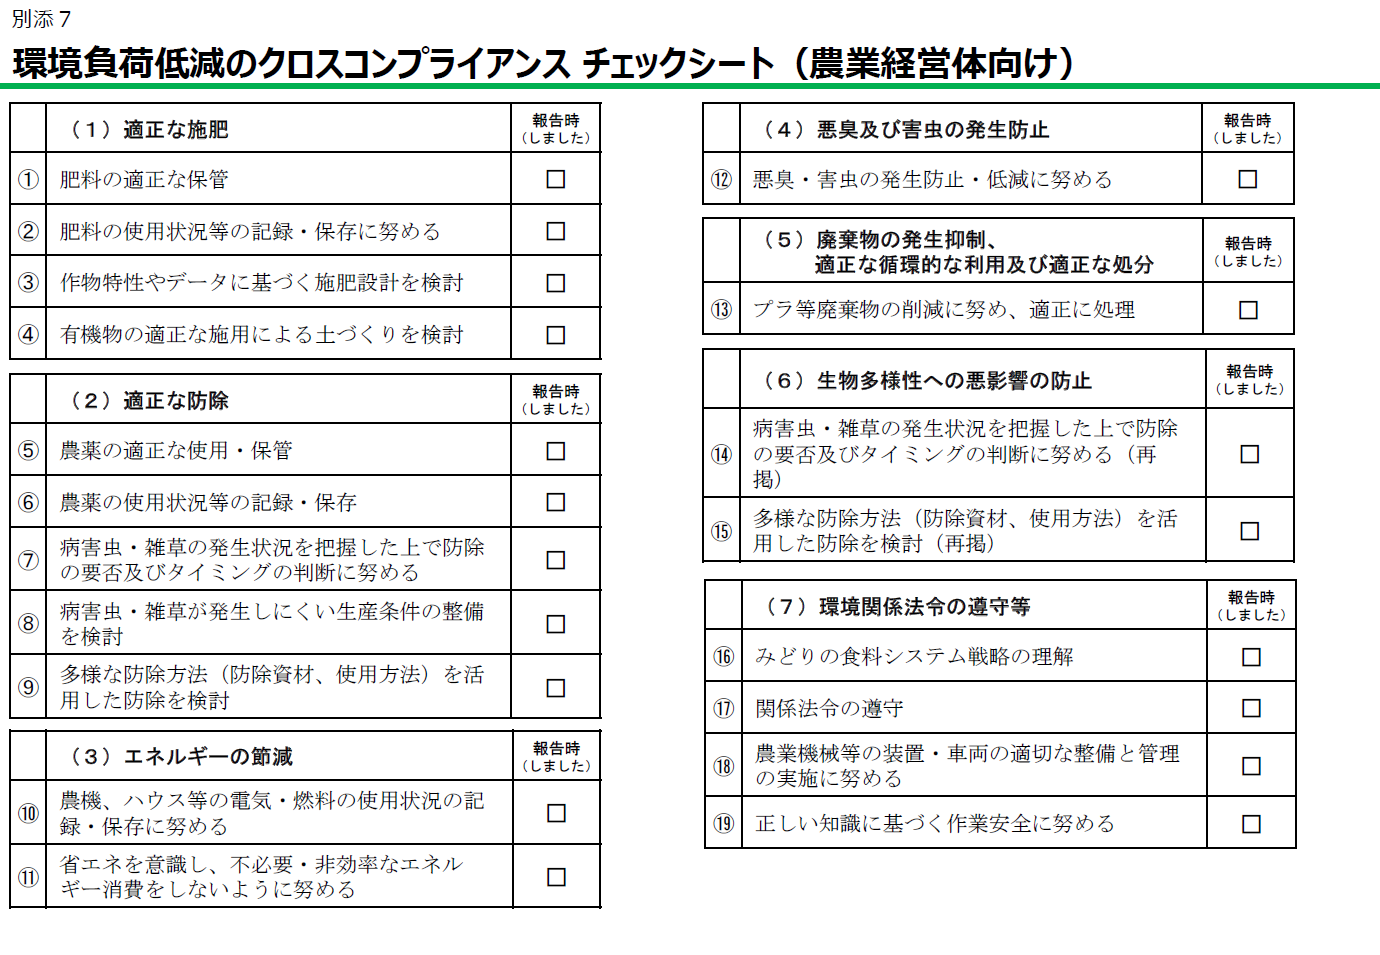 別添７
環境負荷低減のクロスコンプライアンス チェックシート（農業経営体向け）
（１）適正な施肥
報告時
（しました）
① 肥料の適正な保管 □
② 肥料の使用状況等の記録・保存に努める □
③ 作物特性やデータに基づく施肥設計を検討 □
④ 有機物の適正な施用による土づくりを検討 □
（２）適正な防除
報告時
（しました）
⑤ 農薬の適正な使用・保管 □
⑥ 農薬の使用状況等の記録・保存 □
⑦ 病害虫・雑草の発生状況を把握した上で防除
の要否及びタイミングの判断に努める □
⑧ 病害虫・雑草が発生しにくい生産条件の整備
を検討 □
⑨ 多様な防除方法（防除資材、使用方法）を活
用した防除を検討 □
（３）エネルギーの節減
報告時
（しました）
⑩ 農機、ハウス等の電気・燃料の使用状況の記
録・保存に努める □
⑪ 省エネを意識し、不必要・非効率なエネル
ギー消費をしないように努める □
（４）悪臭及び害虫の発生防止
報告時
（しました）
⑫ 悪臭・害虫の発生防止・低減に努める □
（５）廃棄物の発生抑制、
適正な循環的な利用及び適正な処分
報告時
（しました）
⑬ プラ等廃棄物の削減に努め、適正に処理 □
（６）生物多様性への悪影響の防止
報告時
（しました）
⑭ 病害虫・雑草の発生状況を把握した上で防除
の要否及びタイミングの判断に努める（再
掲） □
⑮ 多様な防除方法（防除資材、使用方法）を活
用した防除を検討（再掲） □
（７）環境関係法令の遵守等
報告時
（しました）
⑯ みどりの食料システム戦略の理解 □
⑰ 関係法令の遵守 □
⑱ 農業機械等の装置・車両の適切な整備と管理
の実施に努める □
⑲ 正しい知識に基づく作業安全に努める □